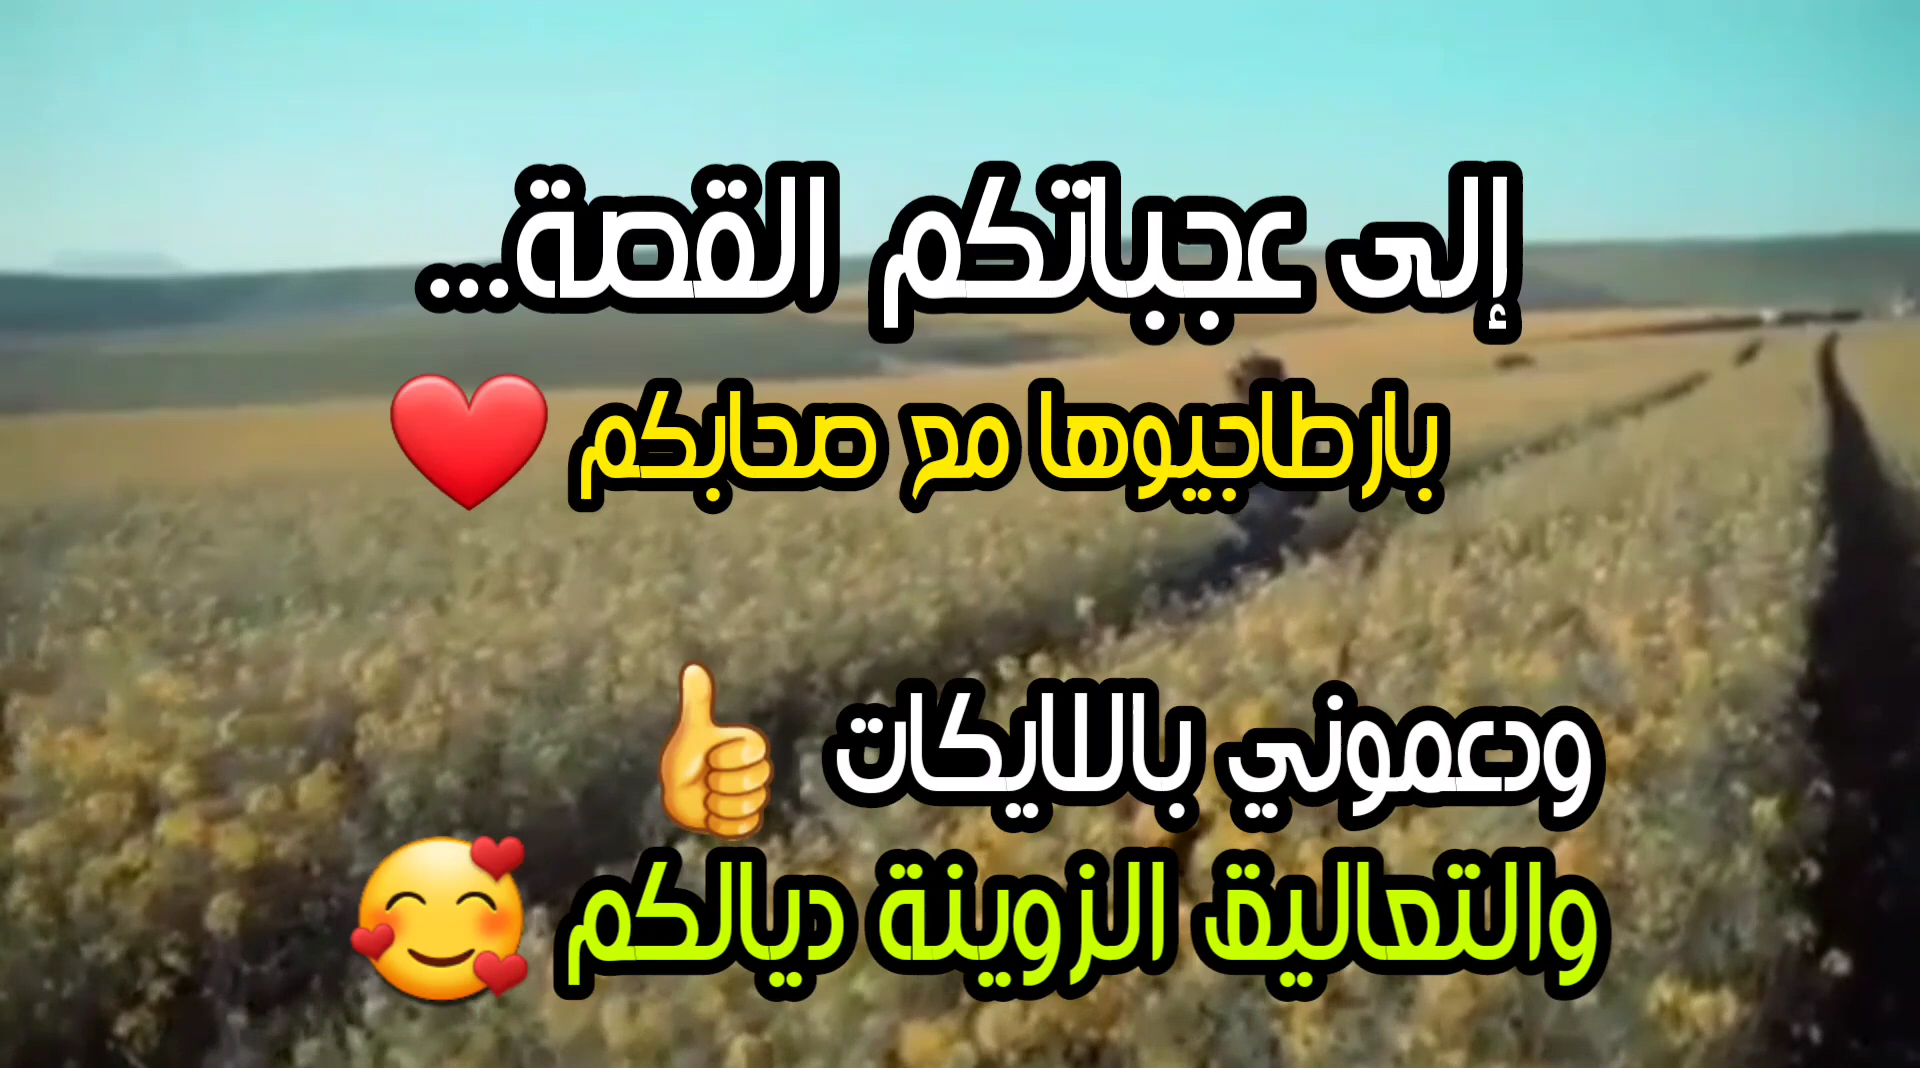 إلى عجباتكم القصة...
بارطاجيوها مع صحابكم ❤️
ودعموني باللايكات 👍
والتعاليق الزوينة ديالكم 🥰